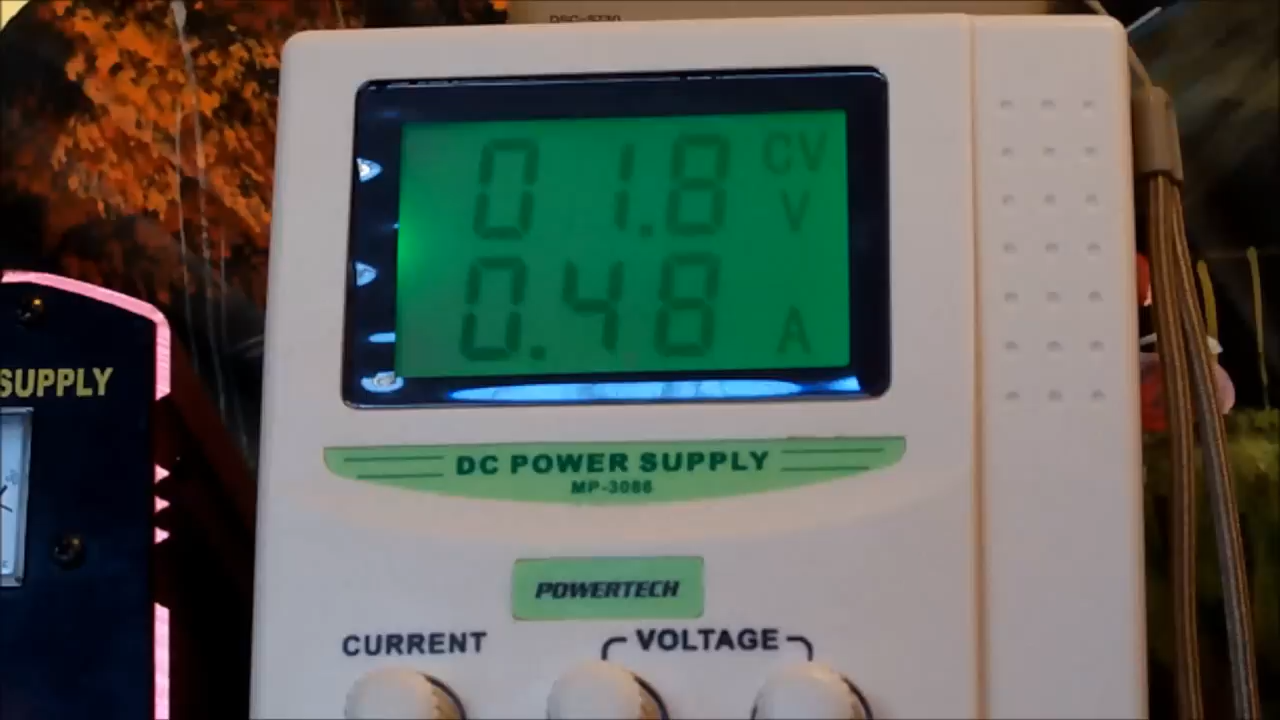 01.8 CV
V
0.48 A
SUPPLY
DC POWER SUPPLY
MP-3086
POWERTECH
CURRENT
VOLTAGE